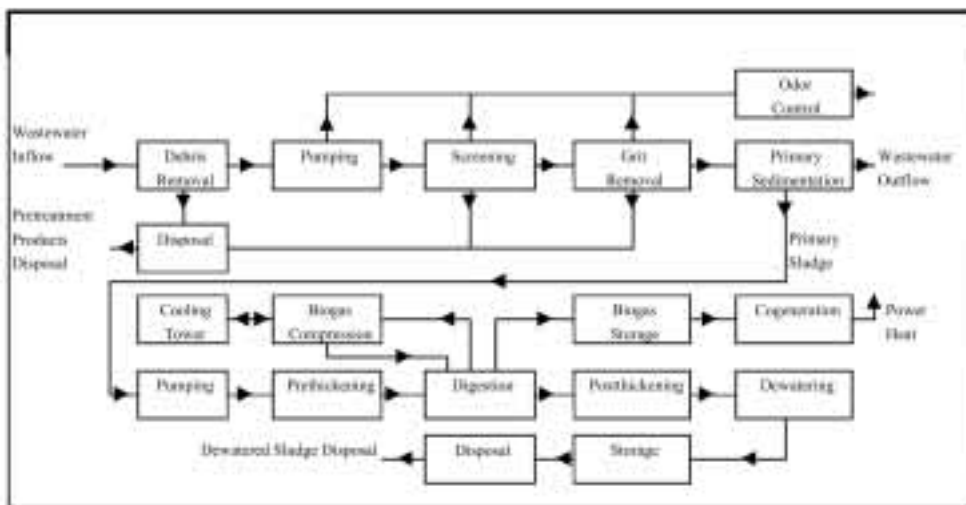 Odor
Control
Wastewater
Inflow
Debris
Removal
Pumping
Screening
Grit
Removal
Primary
Sedimentation
Wastewater
Outflow
Pretreatment
Products
Disposal
Disposal
Primary
Sludge
Cooling
Tower
Biogas
Compression
Biogas
Storage
Cogeneration
Power
Heat
Pumping
Prethickening
Digestion
Postthickening
Dewatering
Dewatered Sludge Disposal
Disposal
Storage